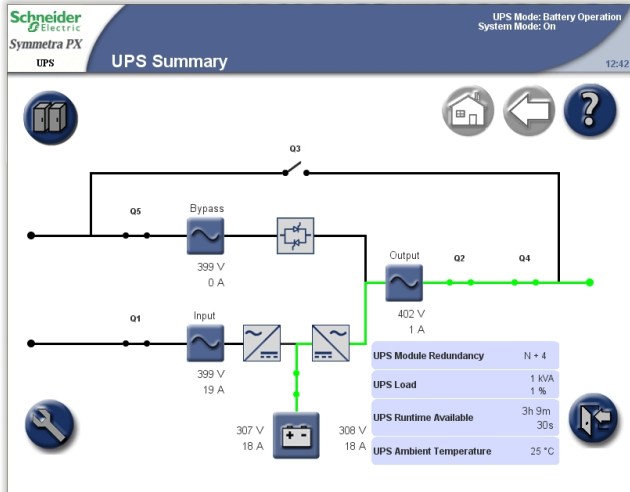 Schneider
Electric
Symmetra PX
UPS
UPS Summary
UPS Mode: Battery Operation
System Mode: On
12:42
?
Q3
Q5
Bypass
399 V
0 A
Output
402 V
1 A
Q2
Q4
Q1
Input
399 V
19 A
307 V
18 A
308 V
18 A
UPS Module Redundancy N + 4
UPS Load 1 kVA
1 %
UPS Runtime Available 3h 9m
30s
UPS Ambient Temperature 25 °C